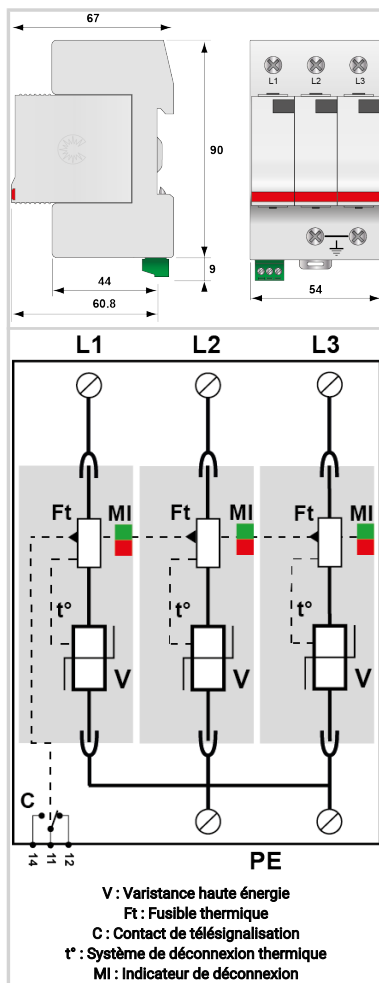 67
L1 L2 L3
90
9
44
60.8
54
L1 L2 L3
Ft MI Ft MI Ft MI
t° t° t°
V V V
C
14 11 12
PE
V : Varistance haute énergie
Ft : Fusible thermique
C : Contact de télésignalisation
t° : Système de déconnexion thermique
MI : Indicateur de déconnexion